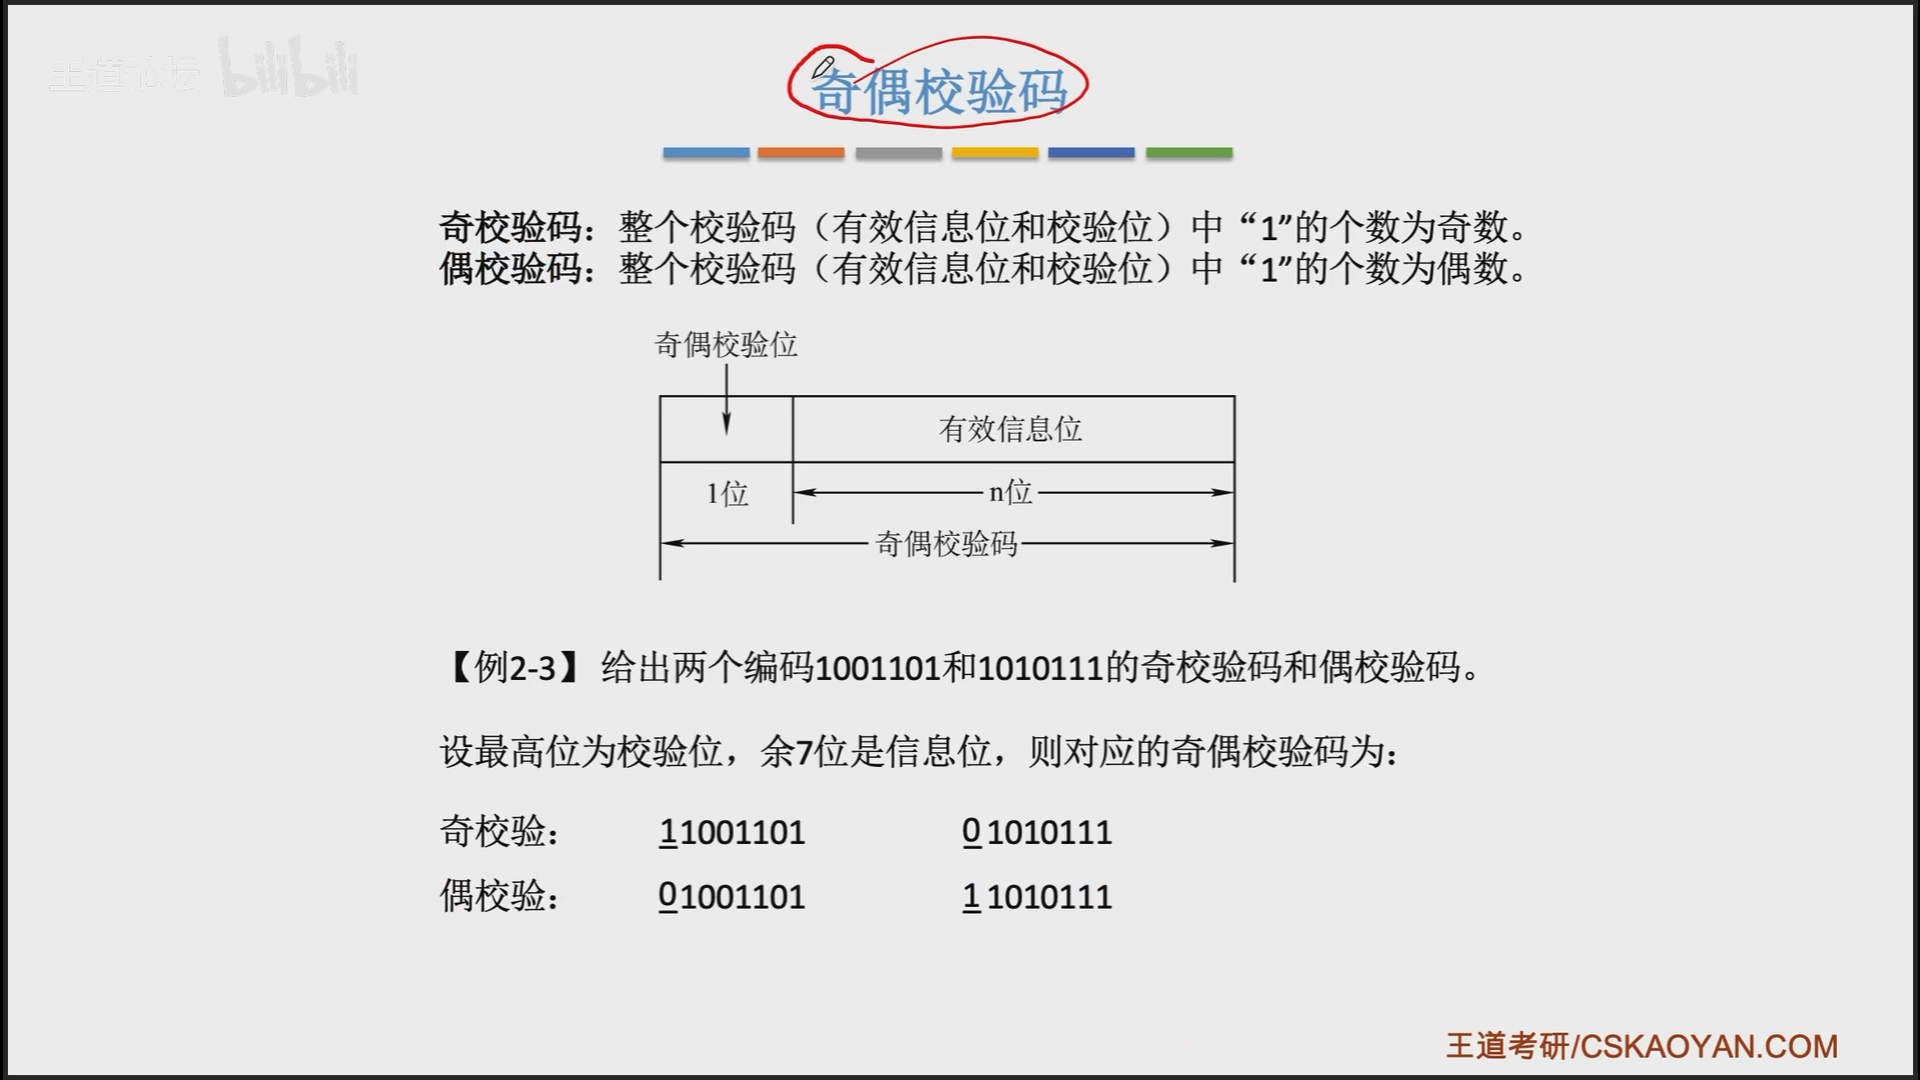 王道论坛 bilibili
奇偶校验码
奇校验码：整个校验码（有效信息位和校验位）中“1”的个数为奇数。
偶校验码：整个校验码（有效信息位和校验位）中“1”的个数为偶数。
奇偶校验位
有效信息位
1位 n位
奇偶校验码
【例2-3】 给出两个编码1001101和1010111的奇校验码和偶校验码。
设最高位为校验位，余7位是信息位，则对应的奇偶校验码为：
奇校验： 11001101 01010111
偶校验： 01001101 11010111
王道考研/CSKAOYAN.COM